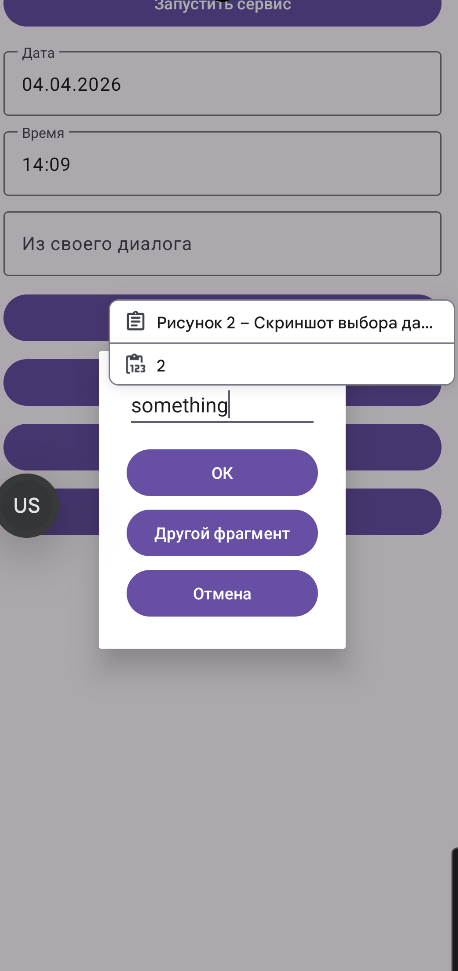 Запустить сервис
Дата
04.04.2026
Время
14:09
Из своего диалога
Рисунок 2 – Скриншот выбора да...
2
something
US
ОК
Другой фрагмент
Отмена